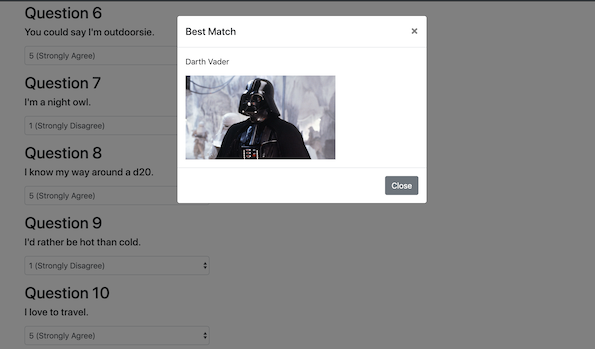 Question 6
You could say I'm outdoorsie.
5 (Strongly Agree)
Question 7
I'm a night owl.
1 (Strongly Disagree)
Question 8
I know my way around a d20.
5 (Strongly Agree)
Question 9
I'd rather be hot than cold.
1 (Strongly Disagree)
Question 10
I love to travel.
5 (Strongly Agree)
Best Match
×
Darth Vader
Close